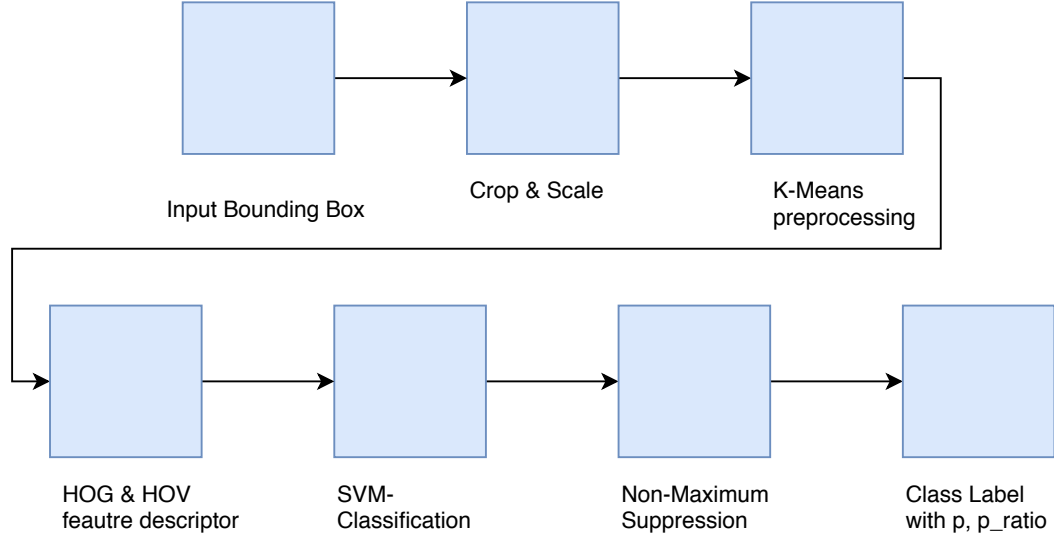 Input Bounding Box
Crop & Scale
K-Means
preprocessing
HOG & HOV
feautre descriptor
SVM-
Classification
Non-Maximum
Suppression
Class Label
with p, p_ratio